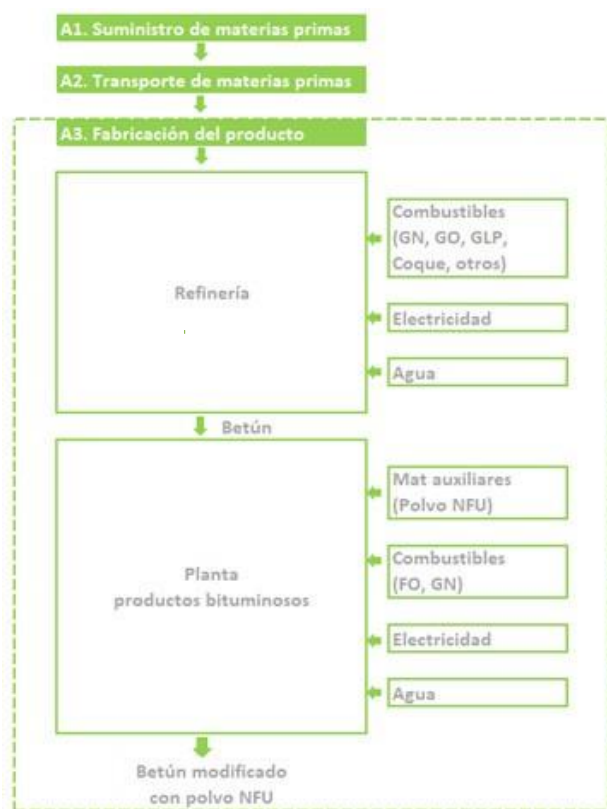 A1. Suministro de materias primas
A2. Transporte de materias primas
A3. Fabricación del producto
Refinería
Combustibles
(GN, GO, GLP,
Coque, otros)
Electricidad
Agua
Betún
Planta
productos bituminosos
Mat auxiliares
(Polvo NFU)
Combustibles
(FO, GN)
Electricidad
Agua
Betún modificado
con polvo NFU